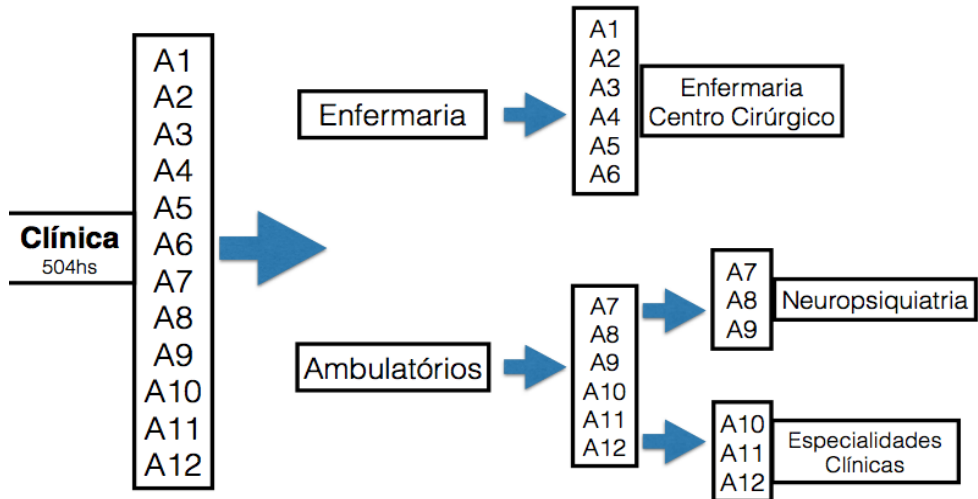 Clínica
504hs
A1
A2
A3
A4
A5
A6
A7
A8
A9
A10
A11
A12
Enfermaria
A1
A2
A3
A4
A5
A6
Enfermaria
Centro Cirúrgico
Ambulatórios
A7
A8
A9
A10
A11
A12
A7
A8
A9
Neuropsiquiatria
A10
A11
A12
Especialidades
Clínicas